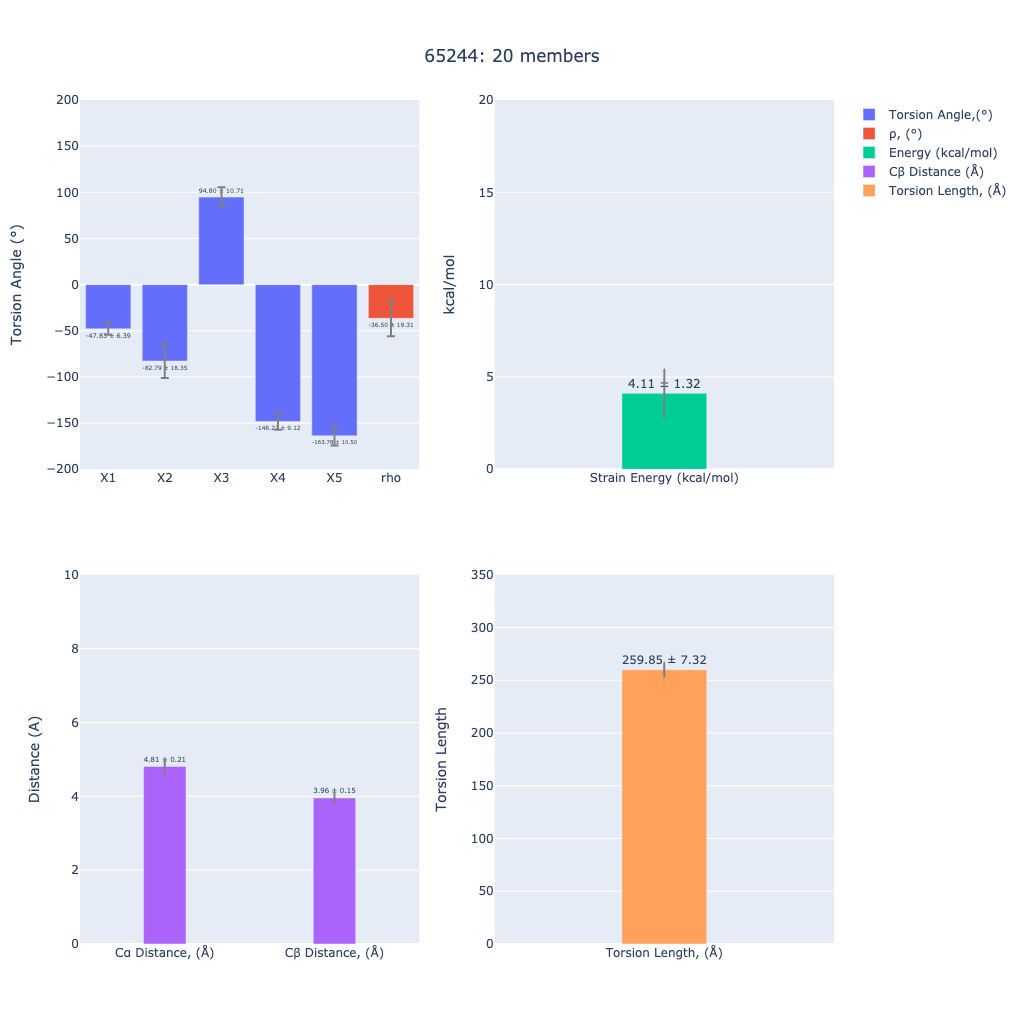 65244: 20 members
Torsion Angle (°)
200
150
100
50
0
−50
−100
−150
−200
94.80 ± 10.71
-47.83 ± 6.39
-82.79 ± 18.35
-163.78 ± 10.50
-36.50 ± 19.31
X1 X2 X3 X4 X5 rho
kcal/mol
20
15
10
5
0
4.11 ± 1.32
Strain Energy (kcal/mol)
Torsion Angle,(°)
ρ, (°)
Energy (kcal/mol)
Cβ Distance (Å)
Torsion Length, (Å)
Distance (A)
10
8
6
4
2
0
4.81 ± 0.21
3.96 ± 0.15
Cα Distance, (Å) Cβ Distance, (Å)
Torsion Length
350
300
250
200
150
100
50
0
259.85 ± 7.32
Torsion Length, (Å)